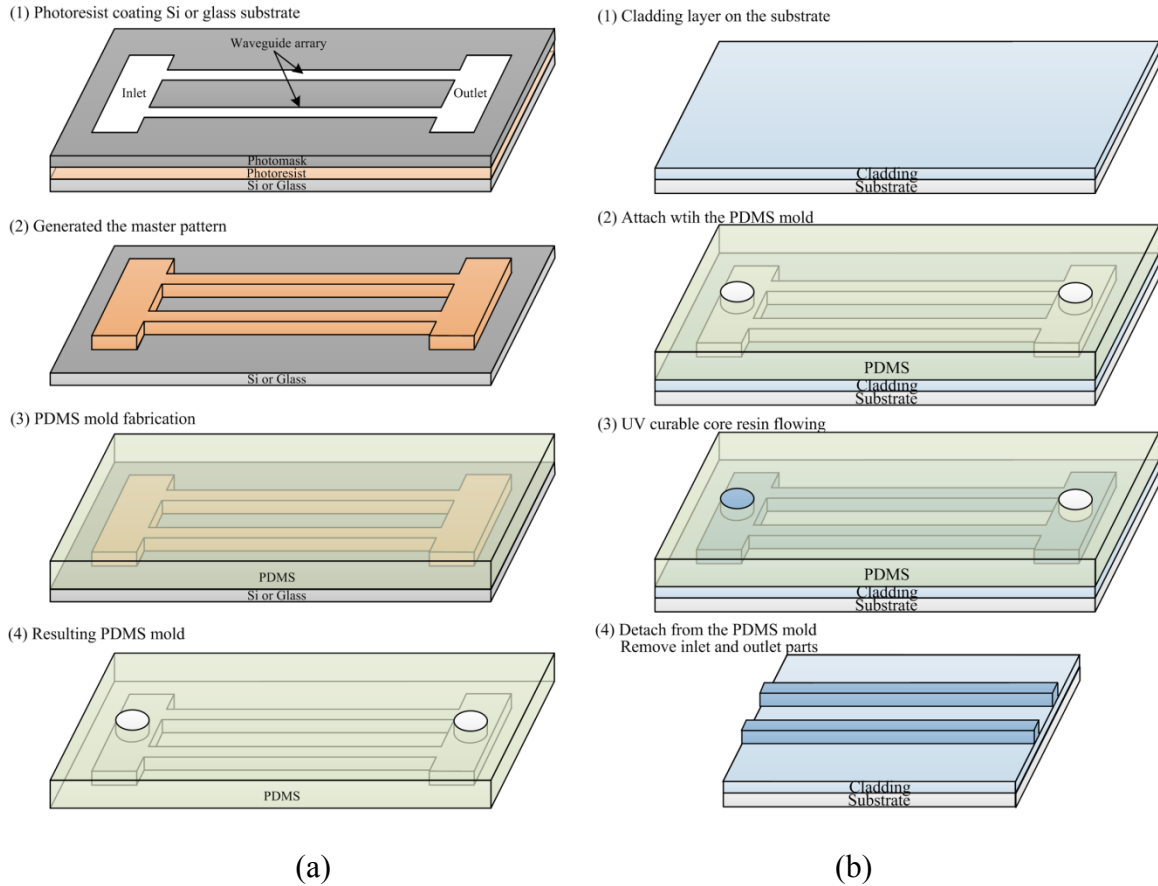 (1) Photoresist coating Si or glass substrate
Waveguide arrary
Inlet
Outlet
Photomask
Photoresist
Si or Glass
(2) Generated the master pattern
Si or Glass
(3) PDMS mold fabrication
PDMS
Si or Glass
(4) Resulting PDMS mold
PDMS
(a)
(1) Cladding layer on the substrate
Cladding
Substrate
(2) Attach wtih the PDMS mold
PDMS
Cladding
Substrate
(3) UV curable core resin flowing
PDMS
Cladding
Substrate
(4) Detach from the PDMS mold
Remove inlet and outlet parts
Cladding
Substrate
(b)